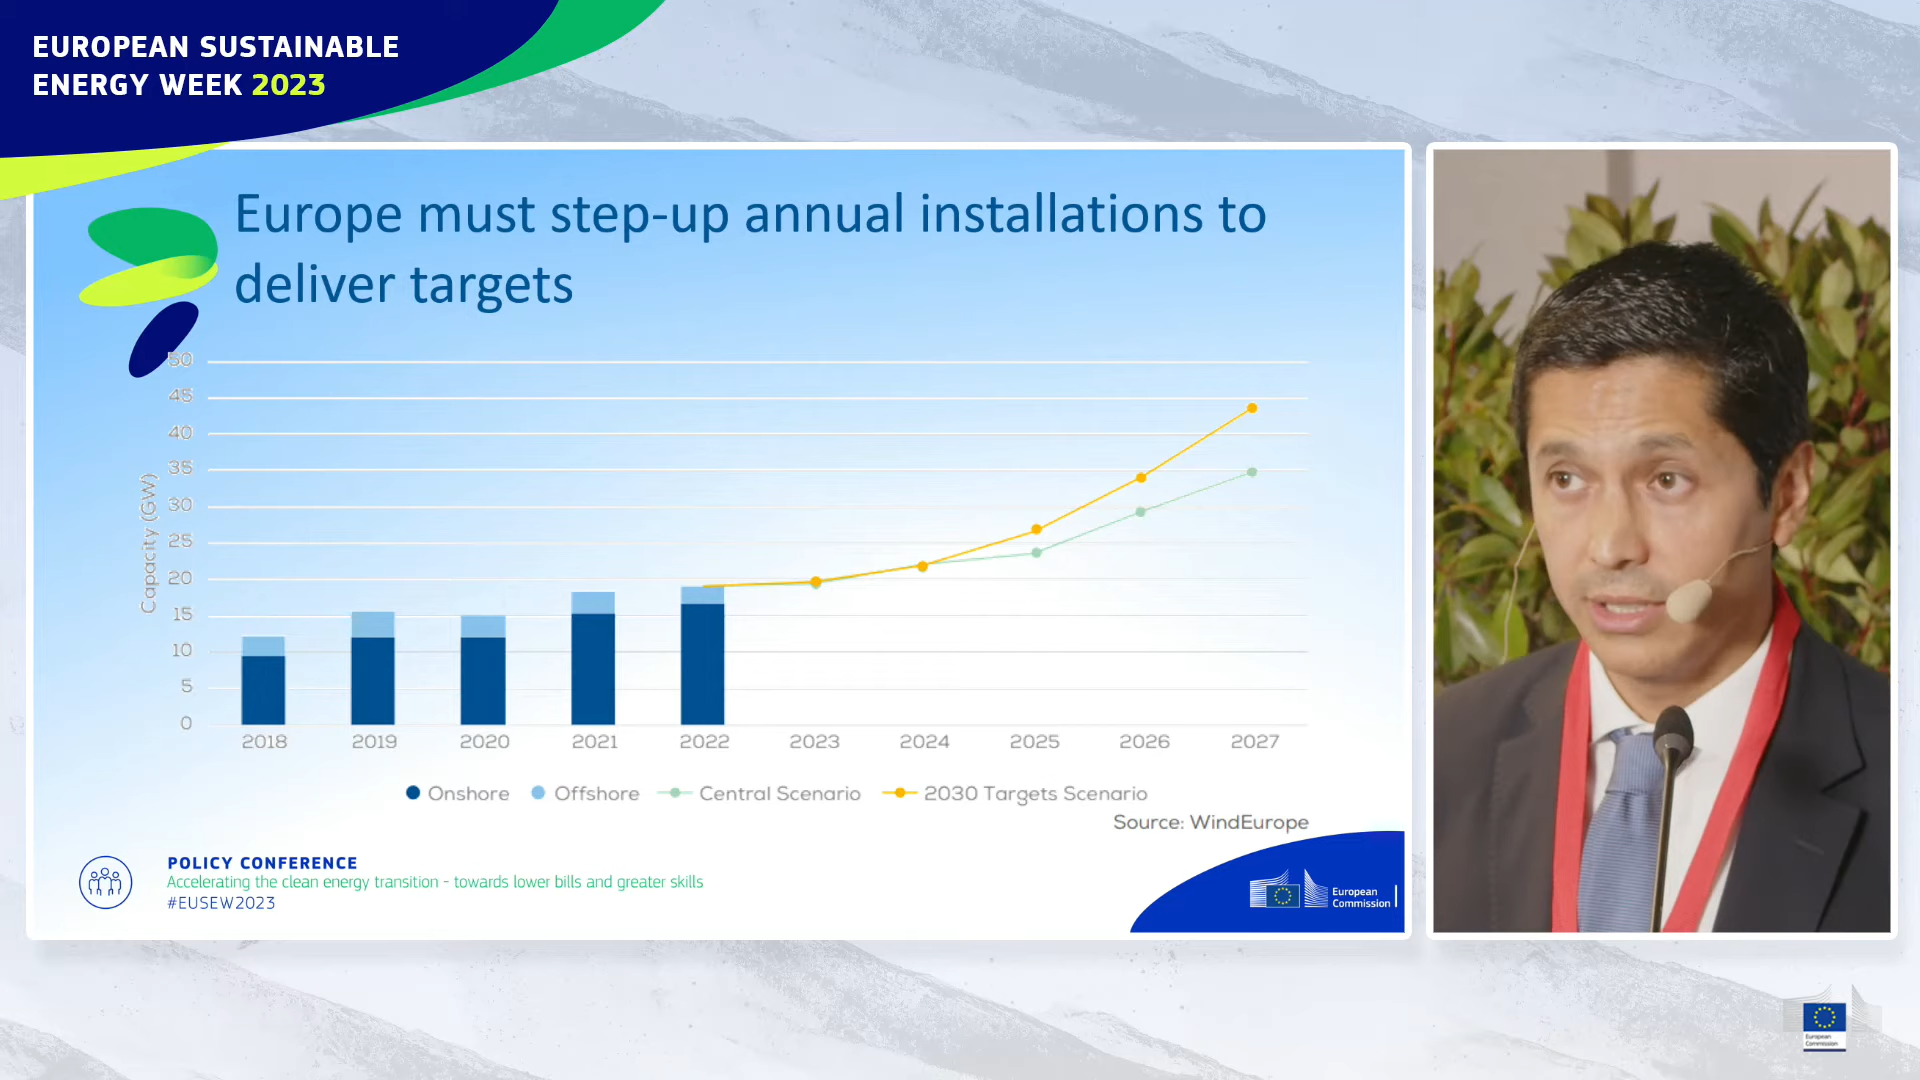 EUROPEAN SUSTAINABLE
ENERGY WEEK 2023
Europe must step-up annual installations to
deliver targets
50
45
40
35
30
25
20
15
10
5
0
Capacity (GW)
2018 2019 2020 2021 2022 2023 2024 2025 2026 2027
Onshore Offshore Central Scenario 2030 Targets Scenario
Source: WindEurope
POLICY CONFERENCE
Accelerating the clean energy transition - towards lower bills and greater skills
#EUSEW2023
European
Commission
European
Commission